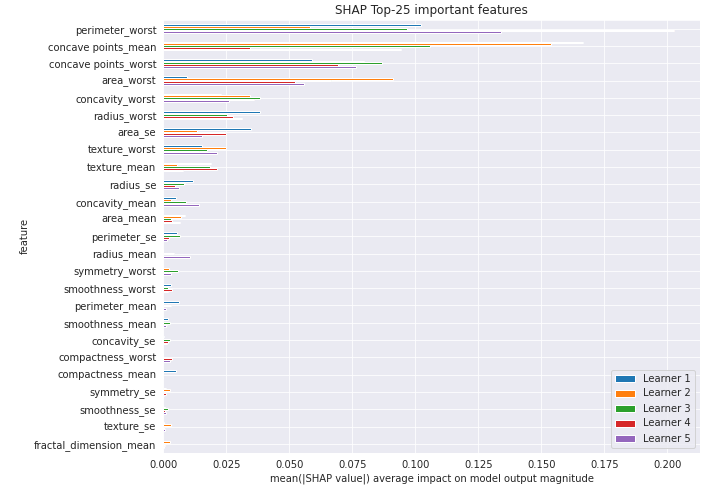 SHAP Top-25 important features
perimeter_worst
concave points_mean
concave points_worst
area_worst
concavity_worst
radius_worst
area_se
texture_worst
texture_mean
radius_se
concavity_mean
area_mean
perimeter_se
radius_mean
symmetry_worst
smoothness_worst
perimeter_mean
smoothness_mean
concavity_se
compactness_worst
compactness_mean
symmetry_se
smoothness_se
texture_se
fractal_dimension_mean
feature
Learner 1
Learner 2
Learner 3
Learner 4
Learner 5
0.000 0.025 0.050 0.075 0.100 0.125 0.150 0.175 0.200
mean(|SHAP value|) average impact on model output magnitude